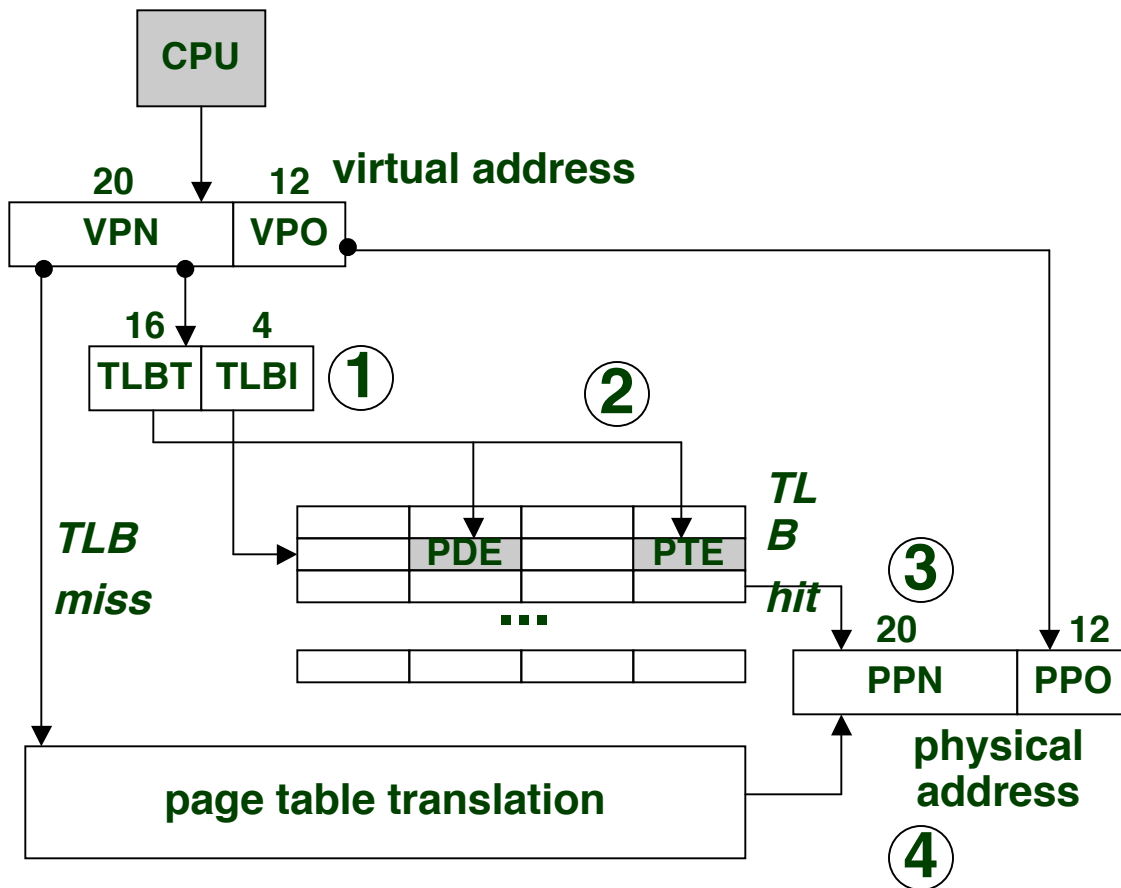 CPU
virtual address
20 12
VPN VPO
16 4
TLBT TLBI
1
2
TL
B
hit
TLB
miss
PDE PTE
...
3
20 12
PPN PPO
physical
address
page table translation
4